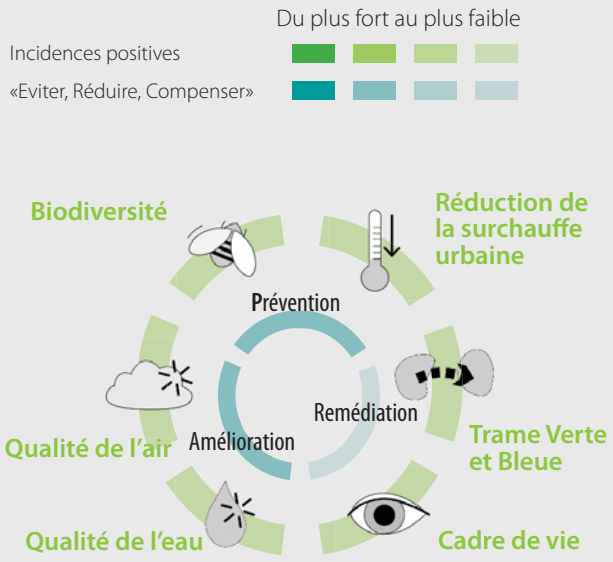 Du plus fort au plus faible
Incidences positives
«Eviter, Réduire, Compenser»
Biodiversité
Réduction de
la surchauffe
urbaine
Prévention
Remédiation
Amélioration
Qualité de l'air
Trame Verte
et Bleue
Qualité de l'eau
Cadre de vie